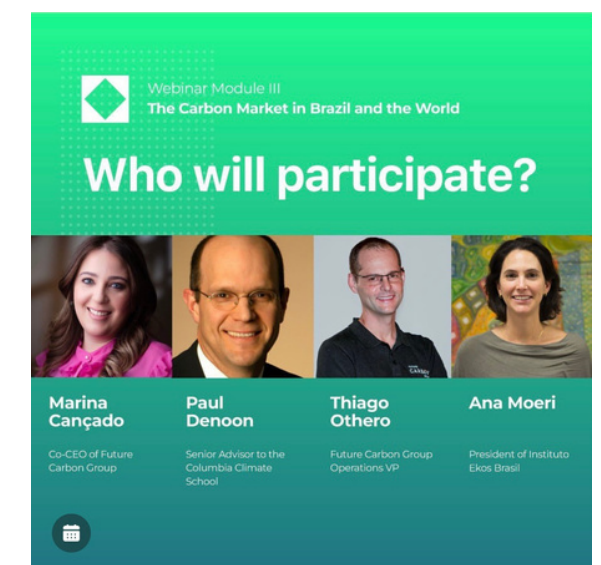 Webinar Module III
The Carbon Market in Brazil and the World
Who will participate?
Marina
Cançado
Co-CEO of Future
Carbon Group
Paul
Denoon
Senior Advisor to the
Columbia Climate
School
Thiago
Othero
Future Carbon Group
Operations VP
Ana Moeri
President of Instituto
Ekos Brasil